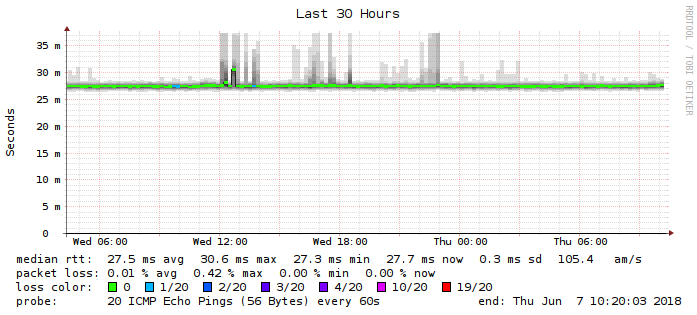 Last 30 Hours
RRDTOOL / TOBI OETIKER
Seconds
35 m
30 m
25 m
20 m
15 m
10 m
5 m
0
Wed 06:00 Wed 12:00 Wed 18:00 Thu 00:00 Thu 06:00
median rtt: 27.5 ms avg 30.6 ms max 27.3 ms min 27.7 ms now 0.3 ms sd 105.4 am/s
packet loss: 0.01 % avg 0.42 % max 0.00 % min 0.00 % now
loss color: 0 1/20 2/20 3/20 4/20 10/20 19/20
probe: 20 ICMP Echo Pings (56 Bytes) every 60s end: Thu Jun 7 10:20:03 2018